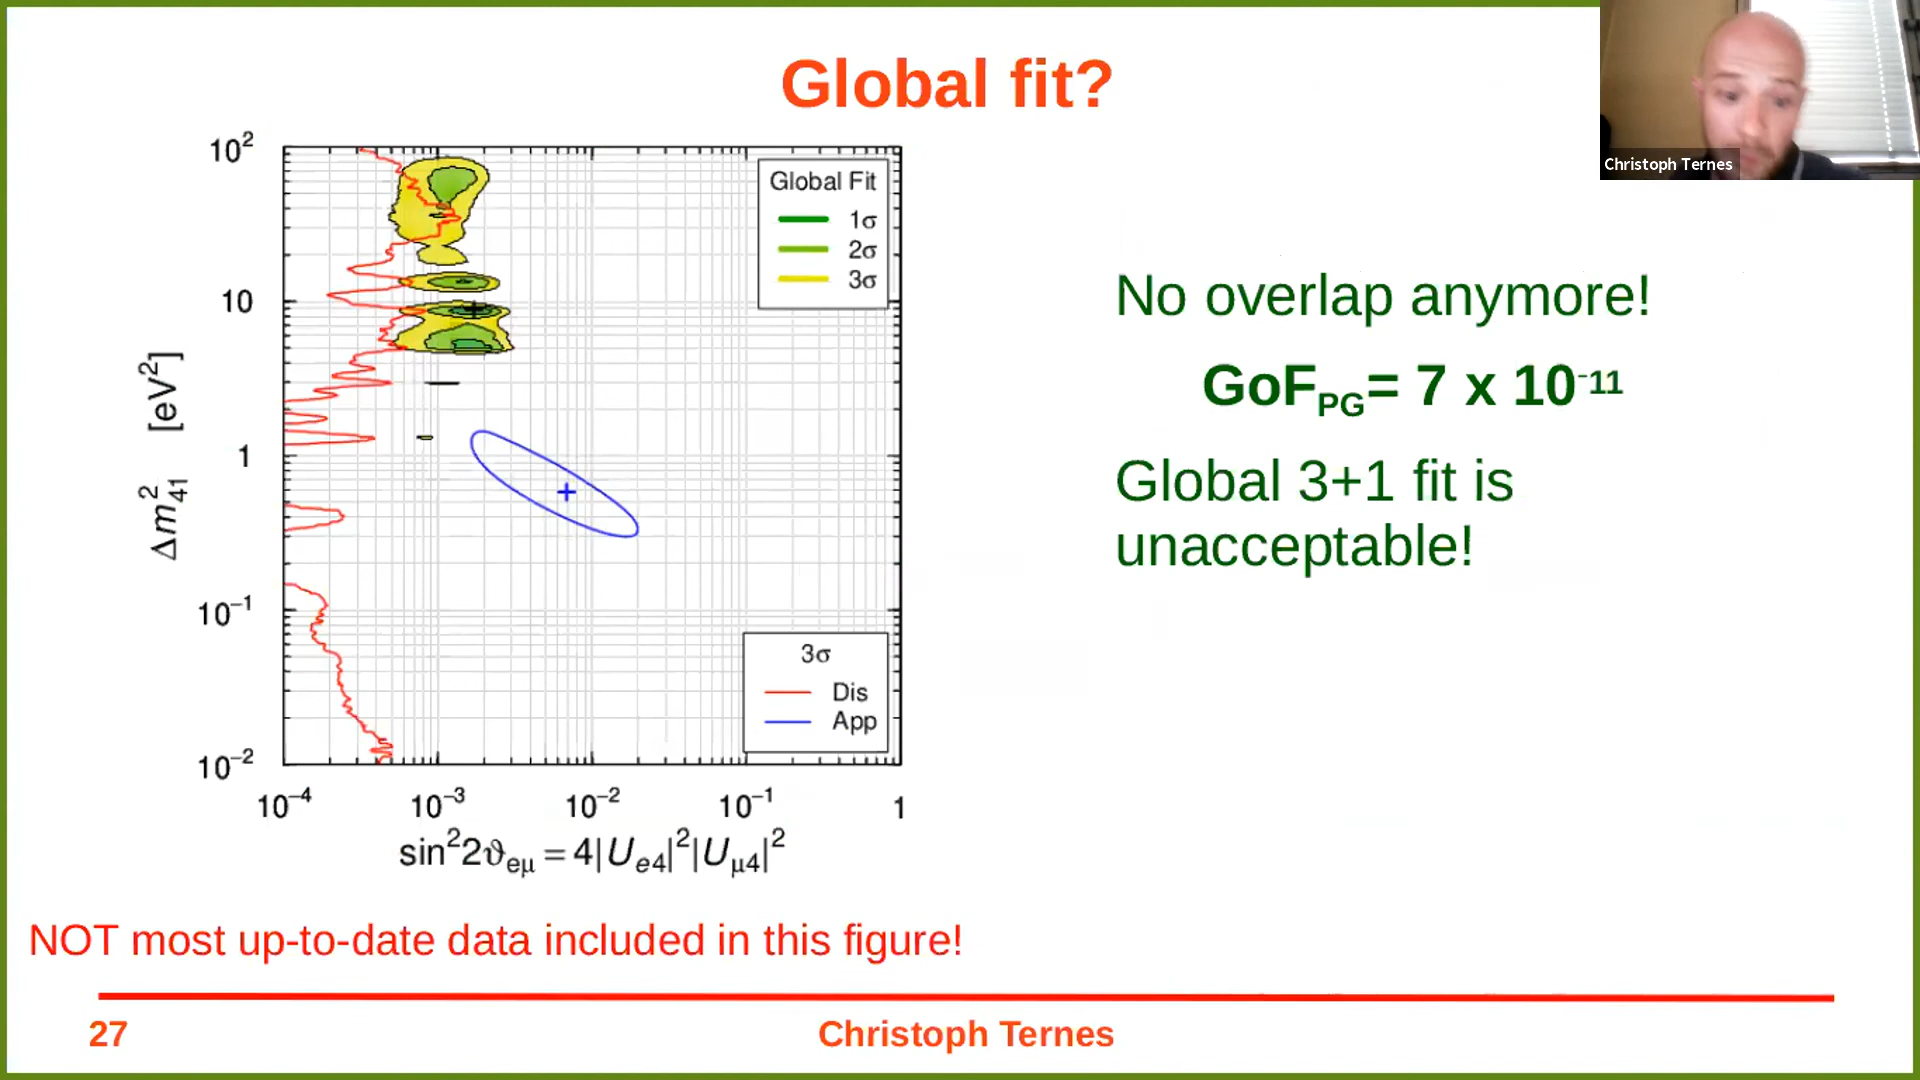 Global fit?
Christoph Ternes
10²
10
1
10⁻¹
10⁻²
Δm²₄₁ [eV²]
Global Fit
1σ
2σ
3σ
3σ
Dis
App
10⁻⁴ 10⁻³ 10⁻² 10⁻¹ 1
sin²2ϑₑμ = 4|Uₑ₄|²|Uμ₄|²
No overlap anymore!
GoF_PG= 7 x 10⁻¹¹
Global 3+1 fit is
unacceptable!
NOT most up-to-date data included in this figure!
27
Christoph Ternes